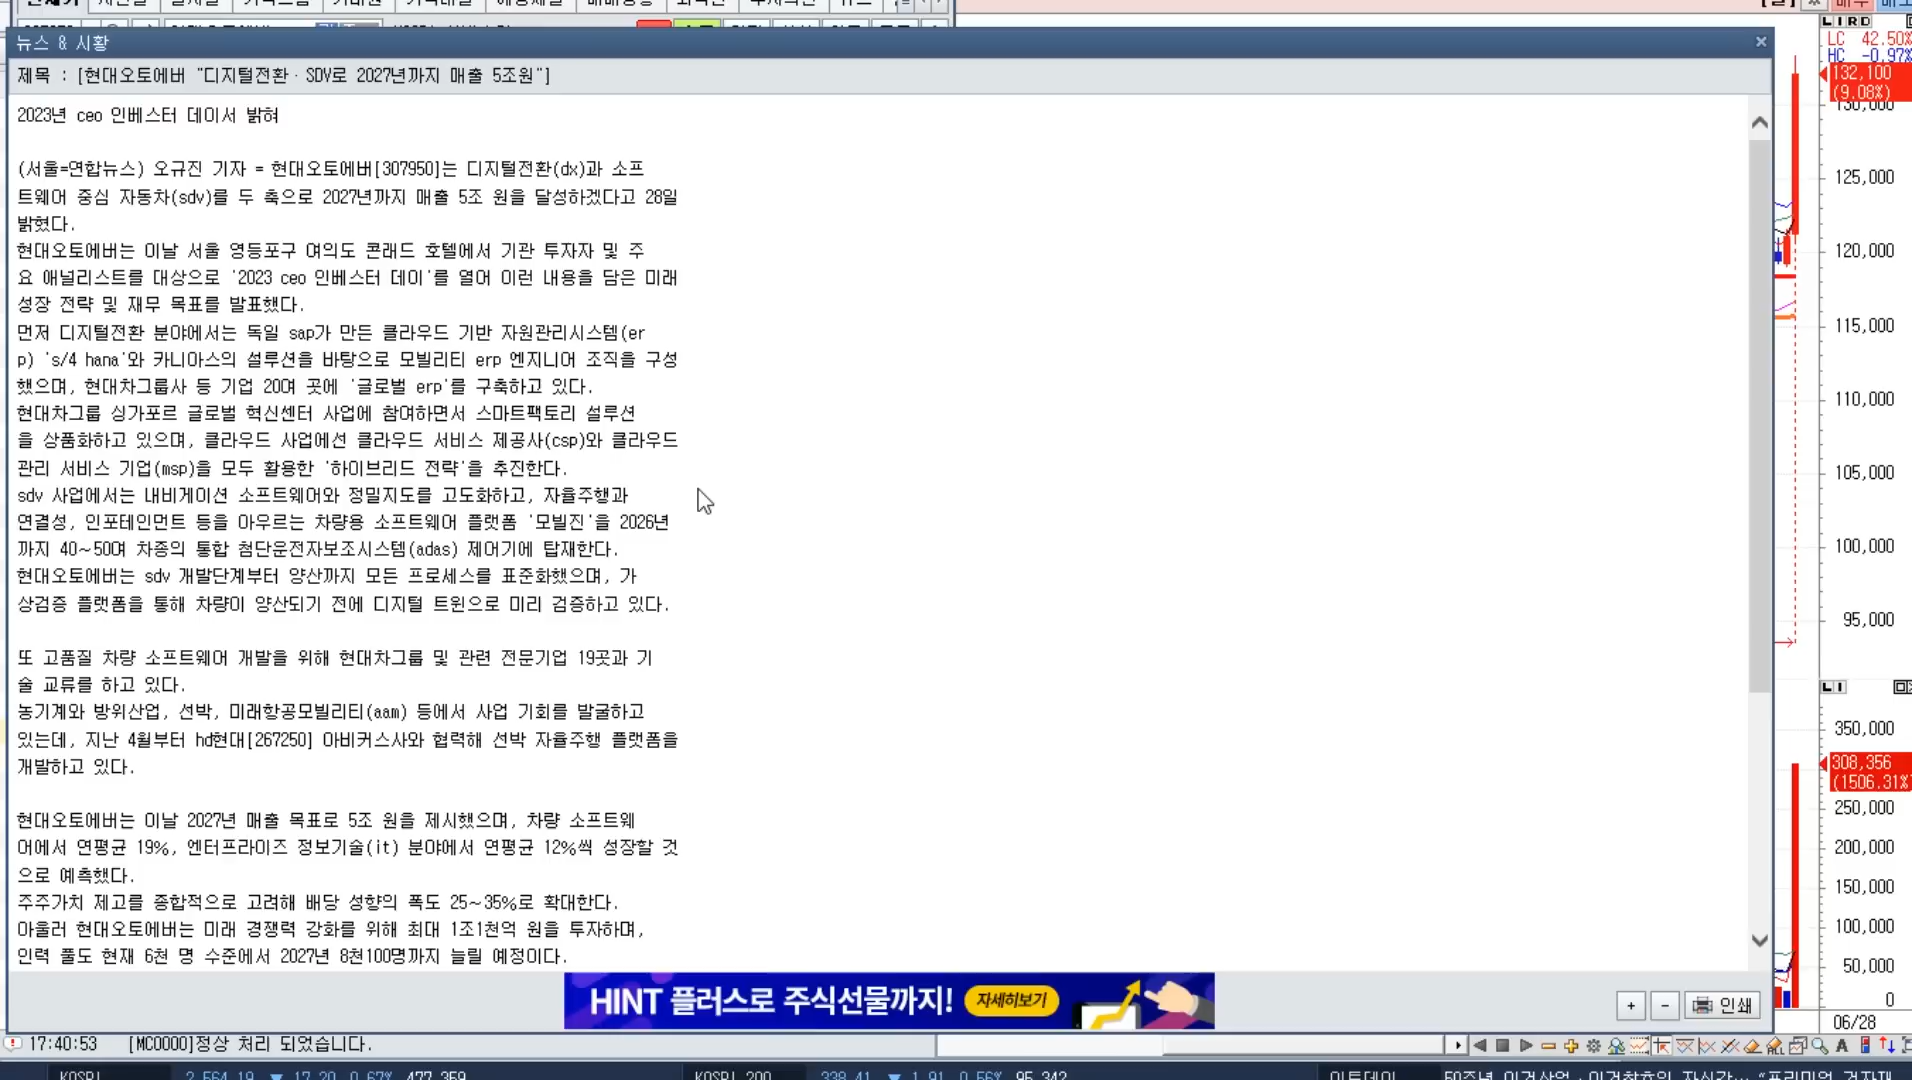 뉴스 & 시황
제목 : [현대오토에버 "디지털전환·SDV로 2027년까지 매출 5조원"]
2023년 ceo 인베스터 데이서 밝혀
(서울=연합뉴스) 오규진 기자 = 현대오토에버[307950]는 디지털전환(dx)과 소프
트웨어 중심 자동차(sdv)를 두 축으로 2027년까지 매출 5조 원을 달성하겠다고 28일
밝혔다.
현대오토에버는 이날 서울 영등포구 여의도 콘래드 호텔에서 기관 투자자 및 주
요 애널리스트를 대상으로 '2023 ceo 인베스터 데이'를 열어 이런 내용을 담은 미래
성장 전략 및 재무 목표를 발표했다.
먼저 디지털전환 분야에서는 독일 sap가 만든 클라우드 기반 자원관리시스템(er
p) 's/4 hana'와 카니아스의 설루션을 바탕으로 모빌리티 erp 엔지니어 조직을 구성
했으며, 현대차그룹사 등 기업 20여 곳에 '글로벌 erp'를 구축하고 있다.
현대차그룹 싱가포르 글로벌 혁신센터 사업에 참여하면서 스마트팩토리 설루션
을 상품화하고 있으며, 클라우드 사업에선 클라우드 서비스 제공사(csp)와 클라우드
관리 서비스 기업(msp)을 모두 활용한 '하이브리드 전략'을 추진한다.
sdv 사업에서는 내비게이션 소프트웨어와 정밀지도를 고도화하고, 자율주행과
연결성, 인포테인먼트 등을 아우르는 차량용 소프트웨어 플랫폼 '모빌진'을 2026년
까지 40~50여 차종의 통합 첨단운전자보조시스템(adas) 제어기에 탑재한다.
현대오토에버는 sdv 개발단계부터 양산까지 모든 프로세스를 표준화했으며, 가
상검증 플랫폼을 통해 차량이 양산되기 전에 디지털 트윈으로 미리 검증하고 있다.
또 고품질 차량 소프트웨어 개발을 위해 현대차그룹 및 관련 전문기업 19곳과 기
술 교류를 하고 있다.
농기계와 방위산업, 선박, 미래항공모빌리티(aam) 등에서 사업 기회를 발굴하고
있는데, 지난 4월부터 hd현대[267250] 아비커스사와 협력해 선박 자율주행 플랫폼을
개발하고 있다.
현대오토에버는 이날 2027년 매출 목표로 5조 원을 제시했으며, 차량 소프트웨
어에서 연평균 19%, 엔터프라이즈 정보기술(it) 분야에서 연평균 12%씩 성장할 것
으로 예측했다.
주주가치 제고를 종합적으로 고려해 배당 성향의 폭도 25~35%로 확대한다.
아울러 현대오토에버는 미래 경쟁력 강화를 위해 최대 1조1천억 원을 투자하며,
인력 풀도 현재 6천 명 수준에서 2027년 8천100명까지 늘릴 예정이다.
HINT 플러스로 주식선물까지! 자세히보기
+ - 인쇄
LIRD
LC 42.50%
HC -0.97%
132,100
(9.08%)
130,000
125,000
120,000
115,000
110,000
105,000
100,000
95,000
LI
350,000
308,356
(1506.31%)
250,000
200,000
150,000
100,000
50,000
0
06/28
17:40:53 [MC0000]정상 처리 되었습니다.
KOSPI 2,564.19 ▼ 17.20 0.67% 477,359 KOSPI 200 338.41 ▼ 1.91 0.56% 95,342 이투데이